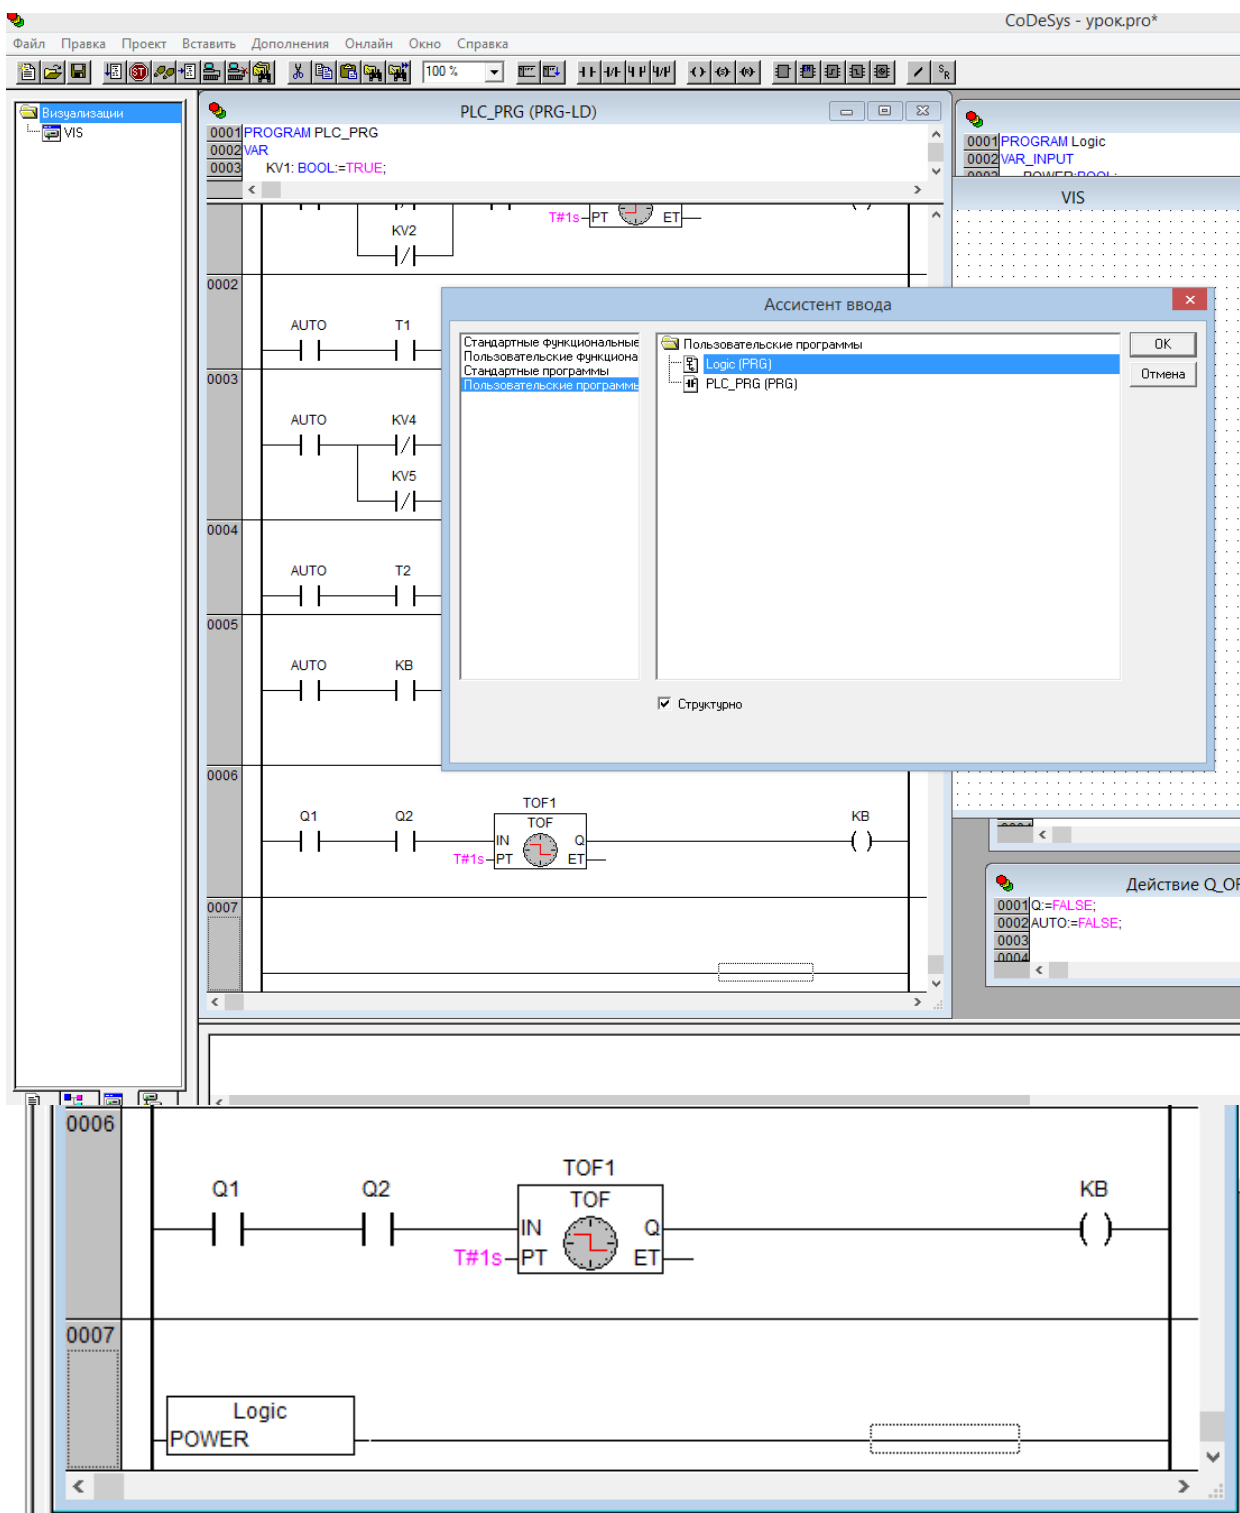 CoDeSys - урок.pro*
Файл Правка Проект Вставить Дополнения Онлайн Окно Справка
100 %
Визуализации
VIS
PLC_PRG (PRG-LD)
0001 PROGRAM PLC_PRG
0002 VAR
0003 KV1: BOOL:=TRUE;
0001 PROGRAM Logic
0002 VAR_INPUT
0003 POWER:BOOL;
VIS
T#1s PT ET
KV2
0002
AUTO T1
0003
AUTO KV4
KV5
0004
AUTO T2
0005
AUTO KB
Ассистент ввода
Стандартные функциональные
Пользовательские функциона
Стандартные программы
Пользовательские программы
Пользовательские программы
Logic (PRG)
PLC_PRG (PRG)
OK
Отмена
Структурно
0006
TOF1
Q1 Q2 TOF KB
IN Q
T#1s PT ET
0007
0004
Действие Q_OF
0001 Q:=FALSE;
0002 AUTO:=FALSE;
0003
0004
0006
TOF1
Q1 Q2 TOF KB
IN Q
T#1s PT ET
0007
Logic
POWER